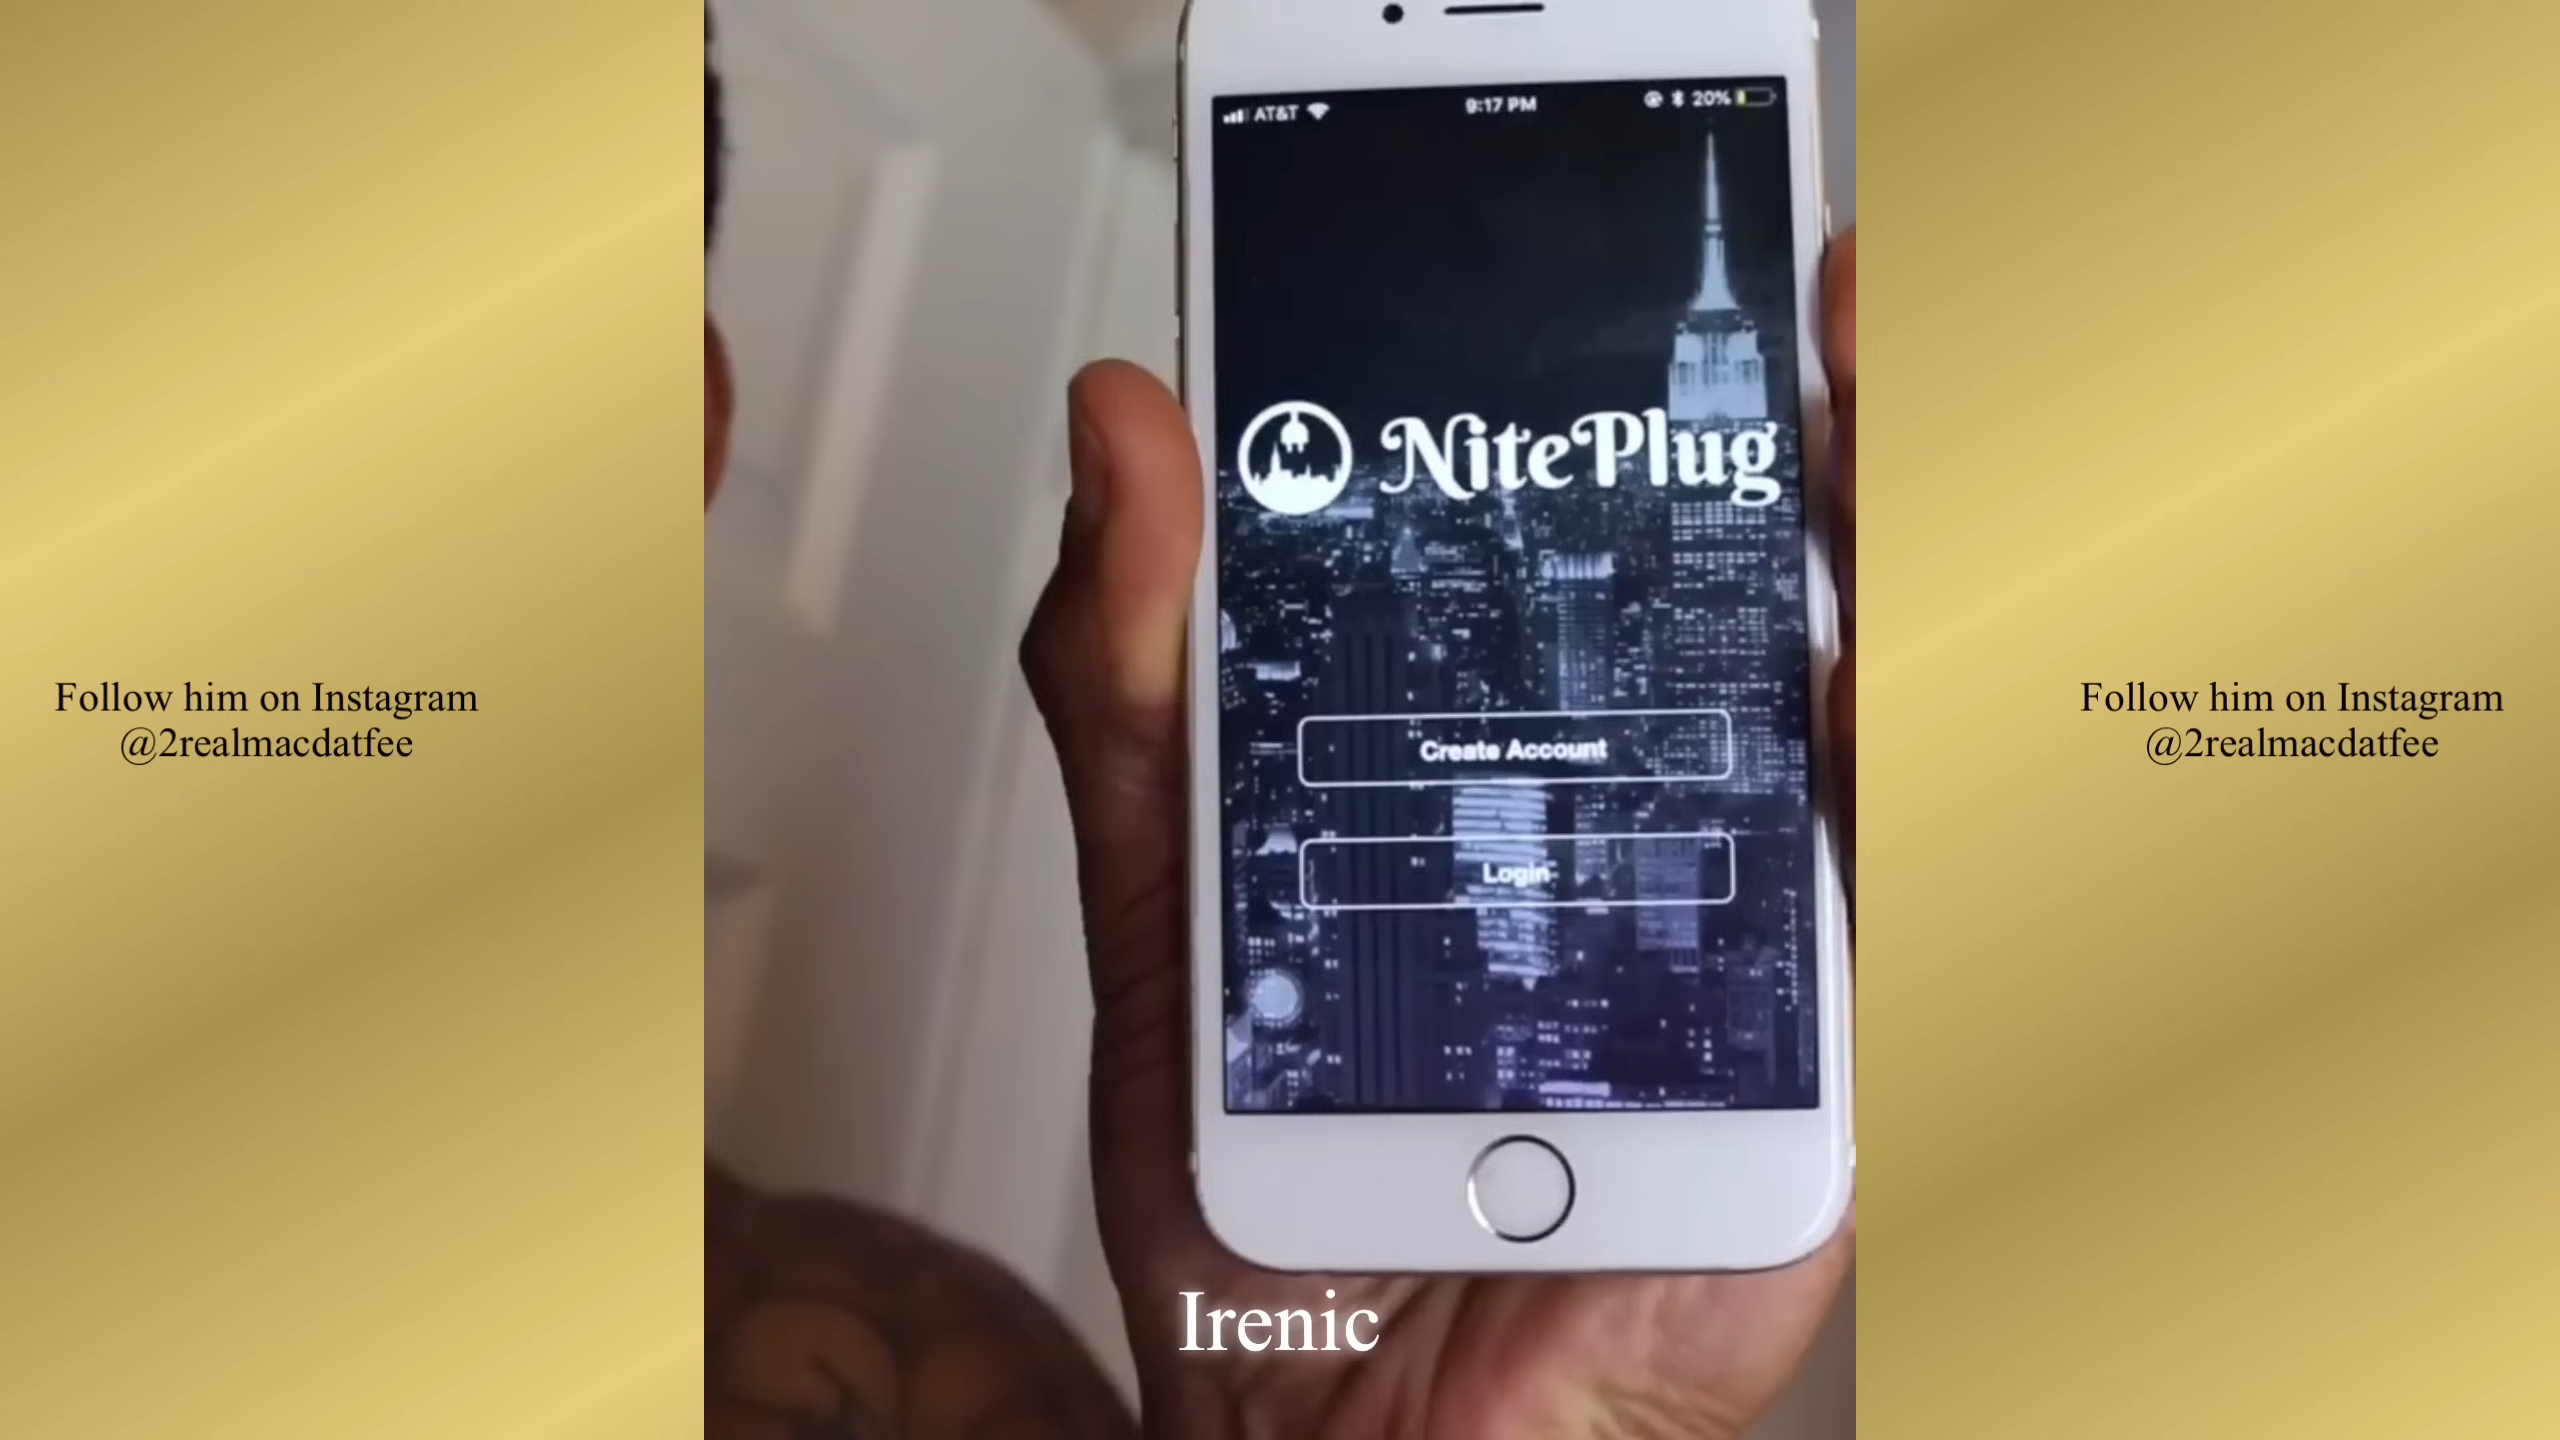 AT&T
9:17 PM
20%
NitePlug
Create Account
Login
Follow him on Instagram
@2realmacdatfee
Follow him on Instagram
@2realmacdatfee
Irenic